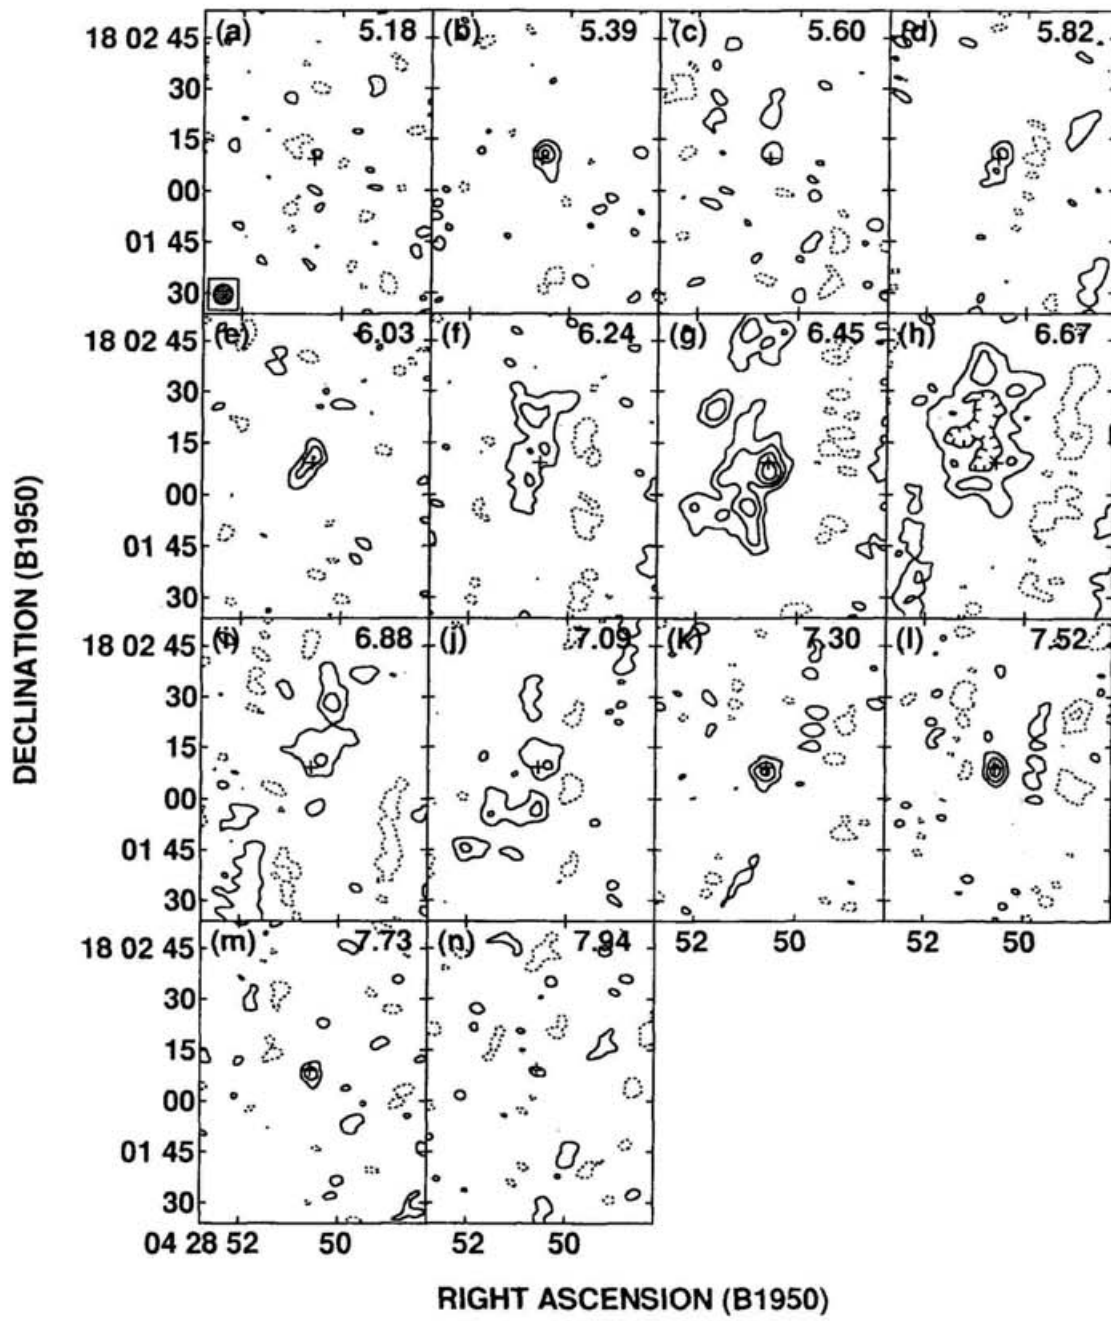 (a) 5.18 (b) 5.39 (c) 5.60 (d) 5.82
18 02 45
30
15
00
01 45
30
(e) 6.03 (f) 6.24 (g) 6.45 (h) 6.67
18 02 45
30
15
00
01 45
30
(i) 6.88 (j) 7.09 (k) 7.30 (l) 7.52
18 02 45
30
15
00
01 45
30
52 50 52 50
(m) 7.73 (n) 7.94
18 02 45
30
15
00
01 45
30
04 28 52 50 52 50
DECLINATION (B1950)
RIGHT ASCENSION (B1950)